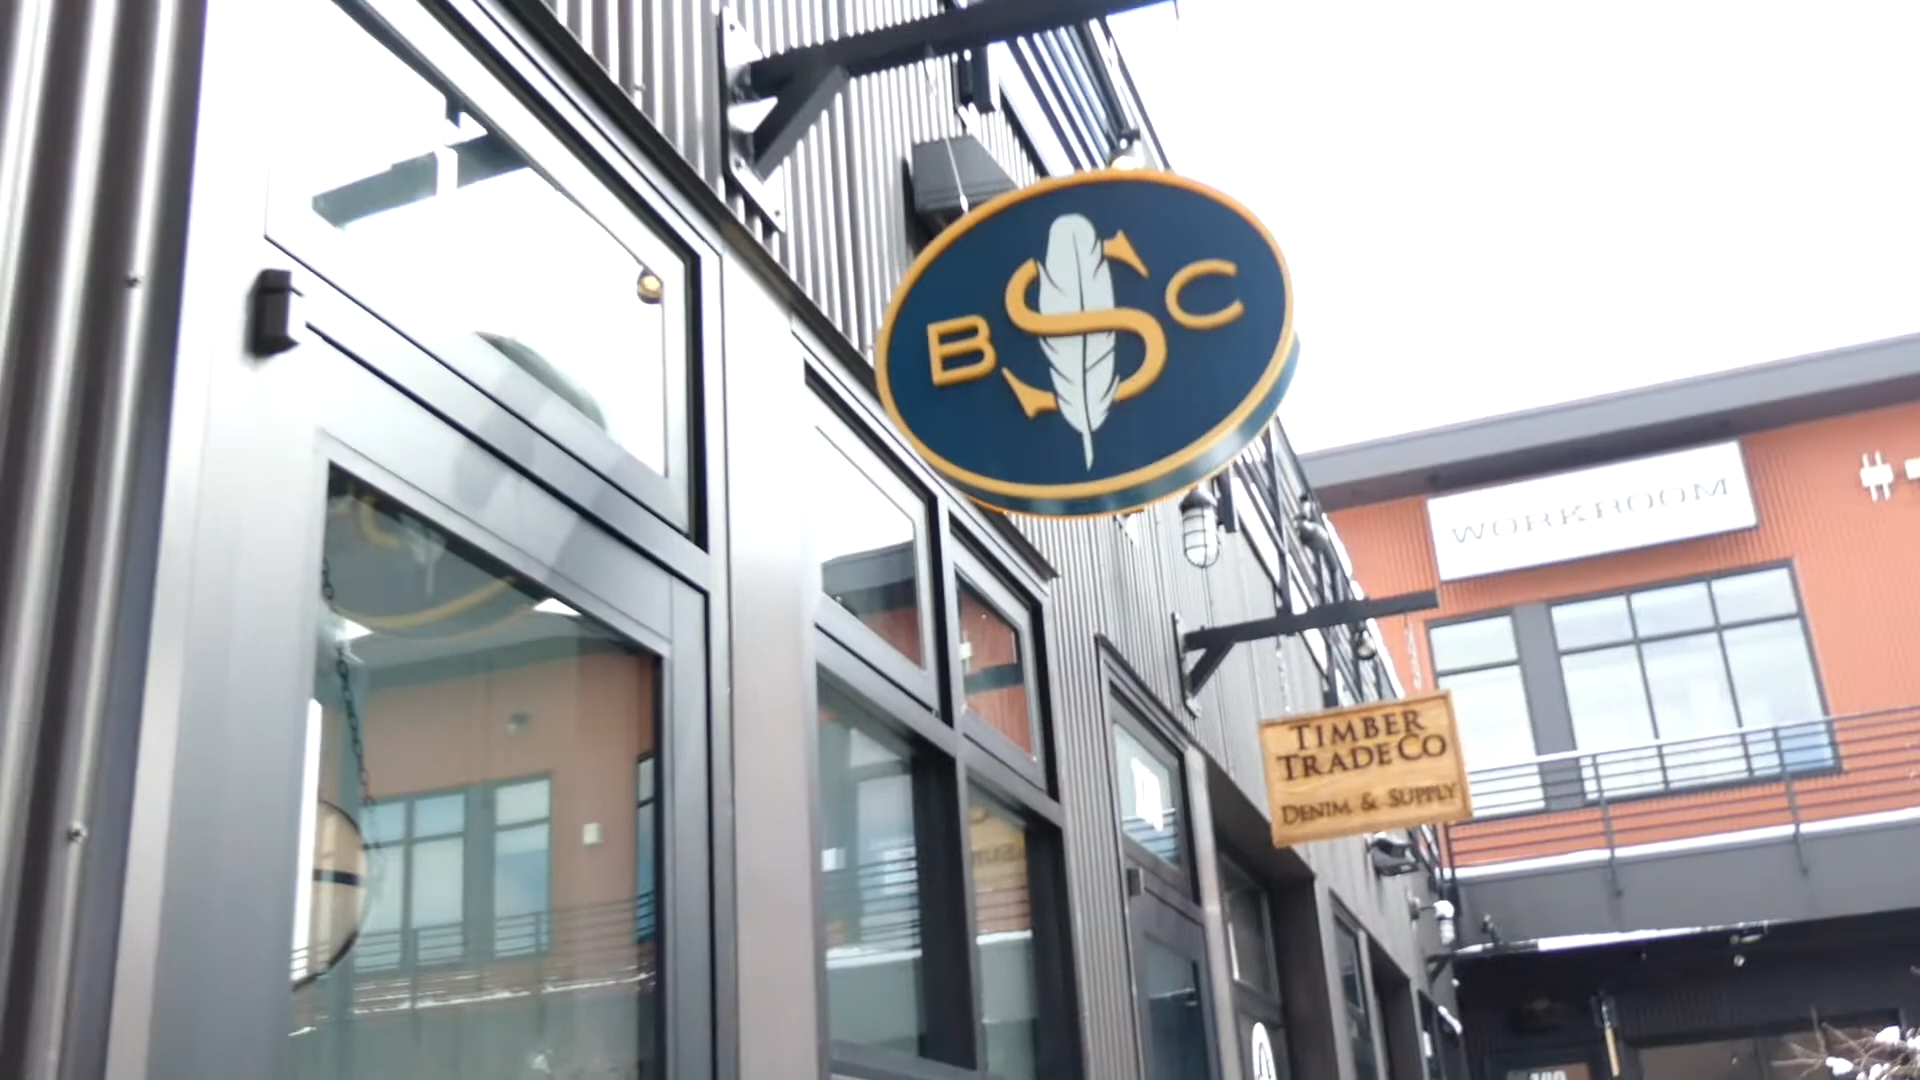 B S C
WORKROOM
TIMBER
TRADE CO
DENIM & SUPPLY